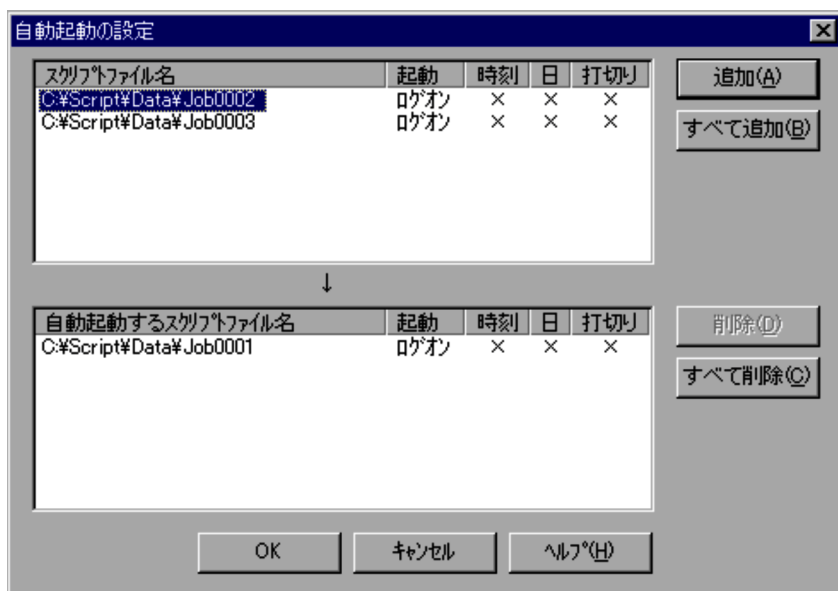 自動起動の設定
ｽｸﾘﾌﾟﾄﾌｧｲﾙ名 起動 時刻 日 打切り
C:¥Script¥Data¥Job0002 ﾛｸﾞｵﾝ × × ×
C:¥Script¥Data¥Job0003 ﾛｸﾞｵﾝ × × ×
追加(A)
すべて追加(B)
↓
自動起動するｽｸﾘﾌﾟﾄﾌｧｲﾙ名 起動 時刻 日 打切り
C:¥Script¥Data¥Job0001 ﾛｸﾞｵﾝ × × ×
削除(D)
すべて削除(C)
OK ｷｬﾝｾﾙ ﾍﾙﾌﾟ(H)